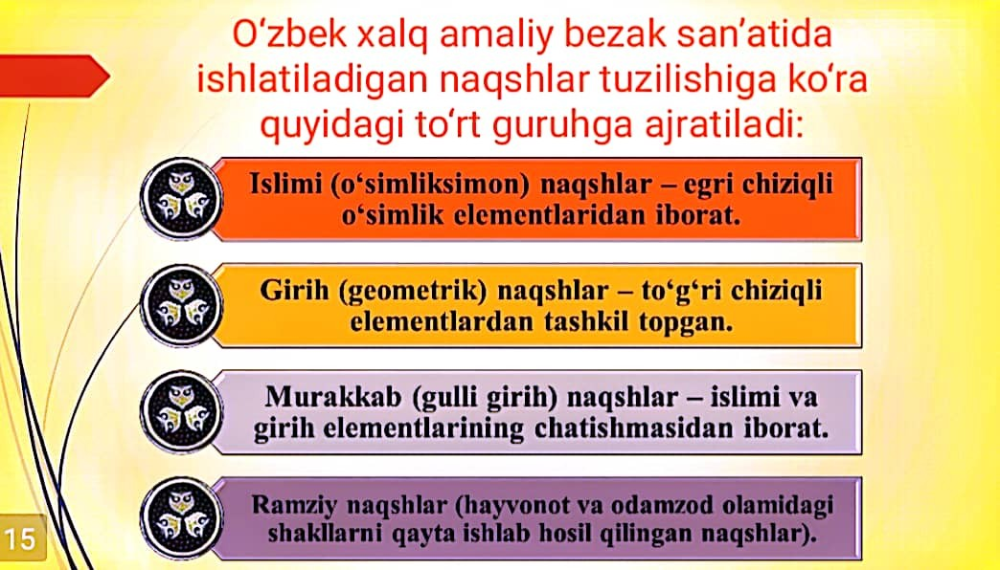 O‘zbek xalq amaliy bezak san’atida
ishlatiladigan naqshlar tuzilishiga ko‘ra
quyidagi to‘rt guruhga ajratiladi:
Islimi (o‘simliksimon) naqshlar – egri chiziqli
o‘simlik elementlaridan iborat.
Girih (geometrik) naqshlar – to‘g‘ri chiziqli
elementlardan tashkil topgan.
Murakkab (gulli girih) naqshlar – islimi va
girih elementlarining chatishmasidan iborat.
Ramziy naqshlar (hayvonot va odamzod olamidagi
shakllarni qayta ishlab hosil qilingan naqshlar).
15